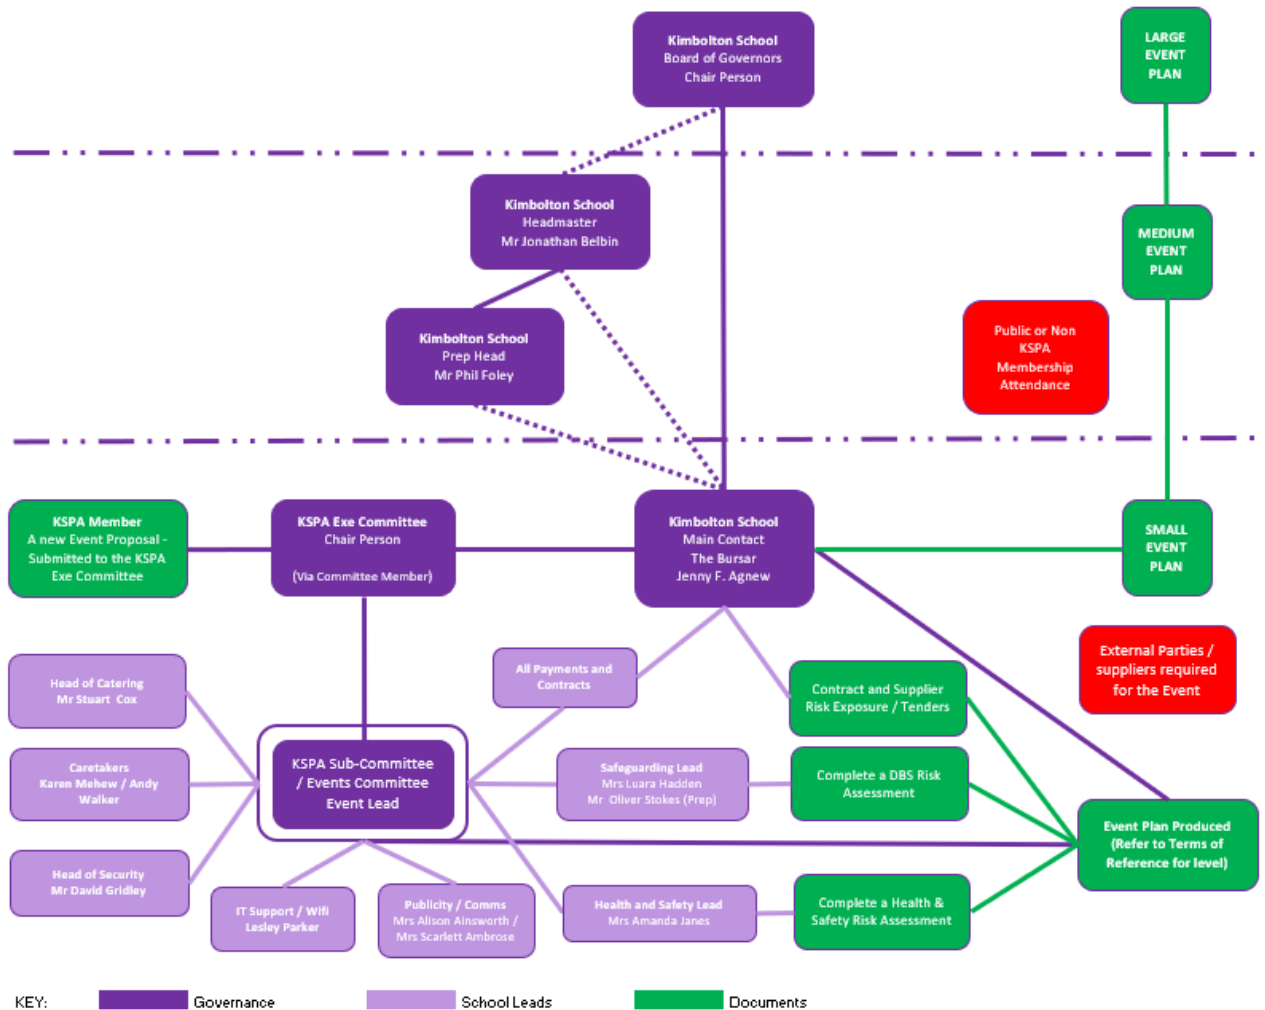 Kimbolton School
Board of Governors
Chair Person
LARGE
EVENT
PLAN
Kimbolton School
Headmaster
Mr Jonathan Belbin
MEDIUM
EVENT
PLAN
Kimbolton School
Prep Head
Mr Phil Foley
Public or Non
KSPA
Membership
Attendance
KSPA Member
A new Event Proposal -
Submitted to the KSPA
Exe Committee
KSPA Exe Committee
Chair Person
(Via Committee Member)
Kimbolton School
Main Contact
The Bursar
Jenny F. Agnew
SMALL
EVENT
PLAN
External Parties /
suppliers required
for the Event
Head of Catering
Mr Stuart Cox
All Payments and
Contracts
Contract and Supplier
Risk Exposure / Tenders
Caretakers
Karen Mehew / Andy
Walker
KSPA Sub-Committee
/ Events Committee
Event Lead
Safeguarding Lead
Mrs Luara Hadden
Mr Oliver Stokes (Prep)
Complete a DBS Risk
Assessment
Event Plan Produced
(Refer to Terms of
Reference for level)
Head of Security
Mr David Gridley
IT Support / Wifi
Lesley Parker
Publicity / Comms
Mrs Alison Ainsworth /
Mrs Scarlett Ambrose
Health and Safety Lead
Mrs Amanda Janes
Complete a Health &
Safety Risk Assessment
KEY:
Governance
School Leads
Documents